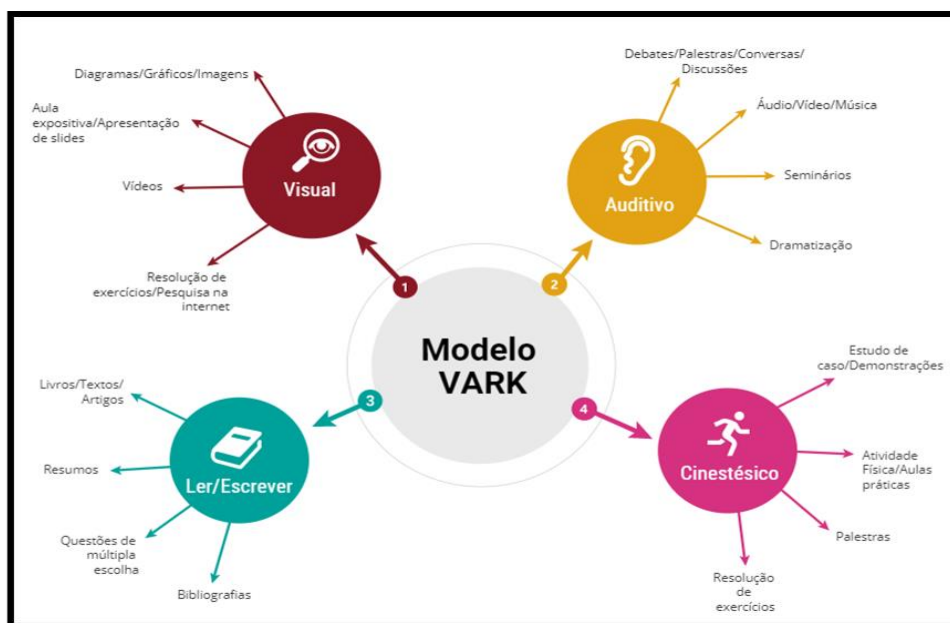 Modelo
VARK
1
Visual
Diagramas/Gráficos/Imagens
Aula
expositiva/Apresentação
de slides
Vídeos
Resolução de
exercícios/Pesquisa na
internet
2
Auditivo
Debates/Palestras/Conversas/
Discussões
Áudio/Vídeo/Música
Seminários
Dramatização
3
Ler/Escrever
Livros/Textos/
Artigos
Resumos
Questões de
múltipla
escolha
Bibliografias
4
Cinestésico
Estudo de
caso/Demonstrações
Atividade
Física/Aulas
práticas
Palestras
Resolução
de
exercícios